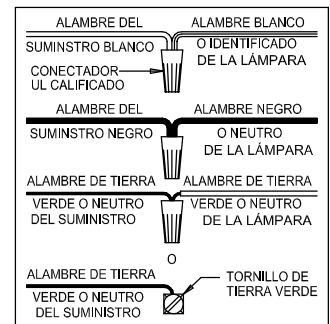 ALAMBRE DEL
SUMINSTRO BLANCO
ALAMBRE BLANCO
O IDENTIFICADO
DE LA LÁMPARA
CONECTADOR
UL CALIFICADO
ALAMBRE DEL
SUMINSTRO NEGRO
ALAMBRE NEGRO
O NEUTRO
DE LA LÁMPARA
ALAMBRE DE TIERRA
VERDE O NEUTRO
DEL SUMINISTRO
ALAMBRE DE TIERRA
VERDE O NEUTRO
DE LA LÁMPARA
O
ALAMBRE DE TIERRA
VERDE O NEUTRO
DEL SUMINISTRO
TORNILLO DE
TIERRA VERDE